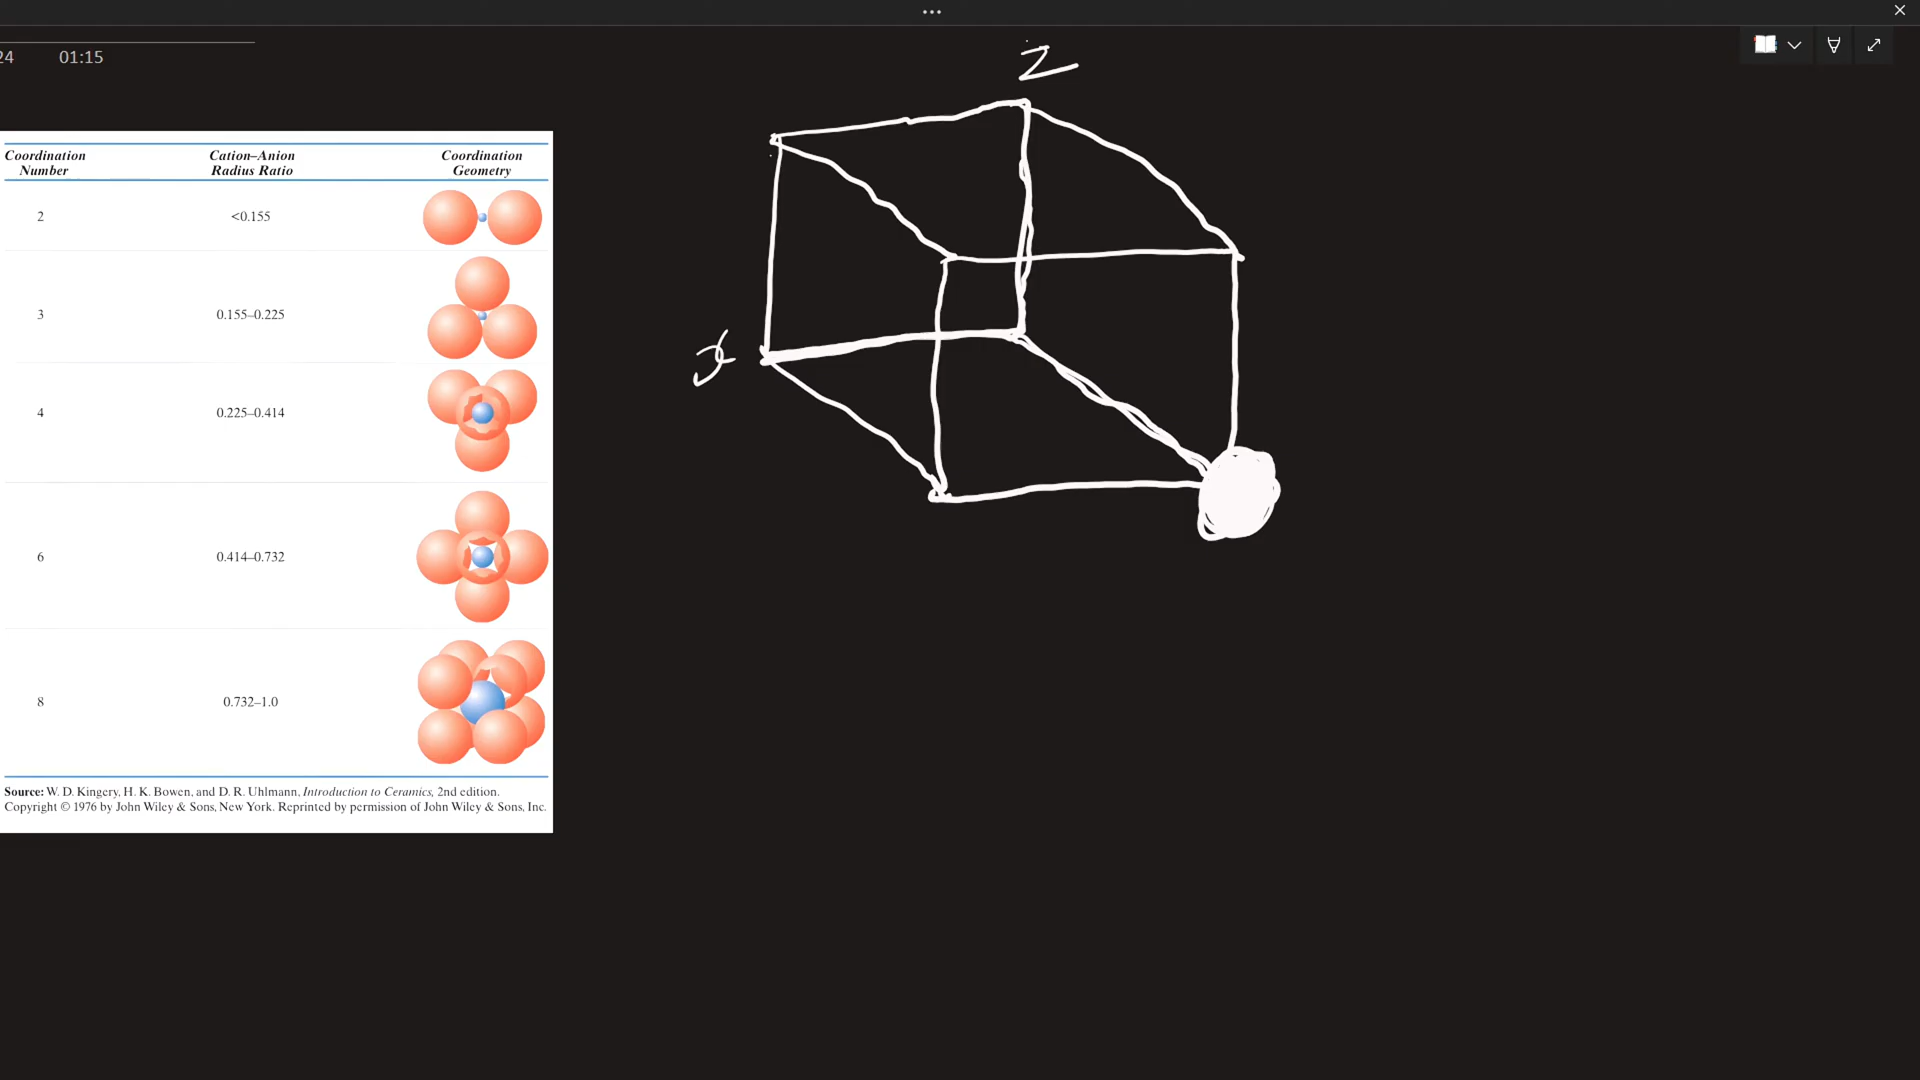 24 01:15
Coordination Number Cation–Anion Radius Ratio Coordination Geometry
2 <0.155
3 0.155–0.225
4 0.225–0.414
6 0.414–0.732
8 0.732–1.0
Source: W. D. Kingery, H. K. Bowen, and D. R. Uhlmann, Introduction to Ceramics, 2nd edition.
Copyright © 1976 by John Wiley & Sons, New York. Reprinted by permission of John Wiley & Sons, Inc.
z
x